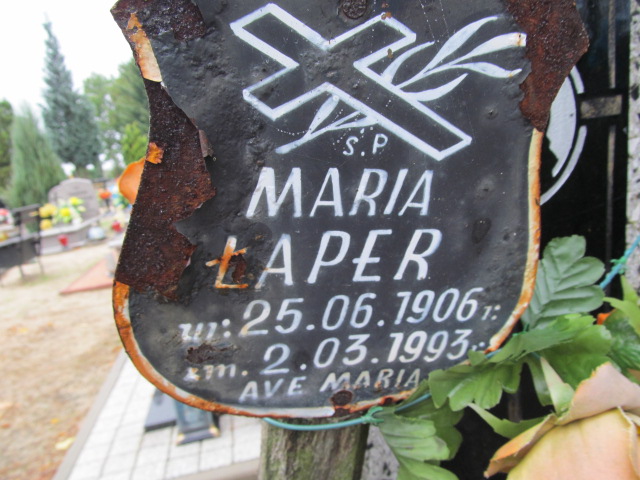 Ś.P
MARIA
ŁAPER
ur: 25.06.1906 r:
zm. 2.03.1993 r:
AVE MARIA